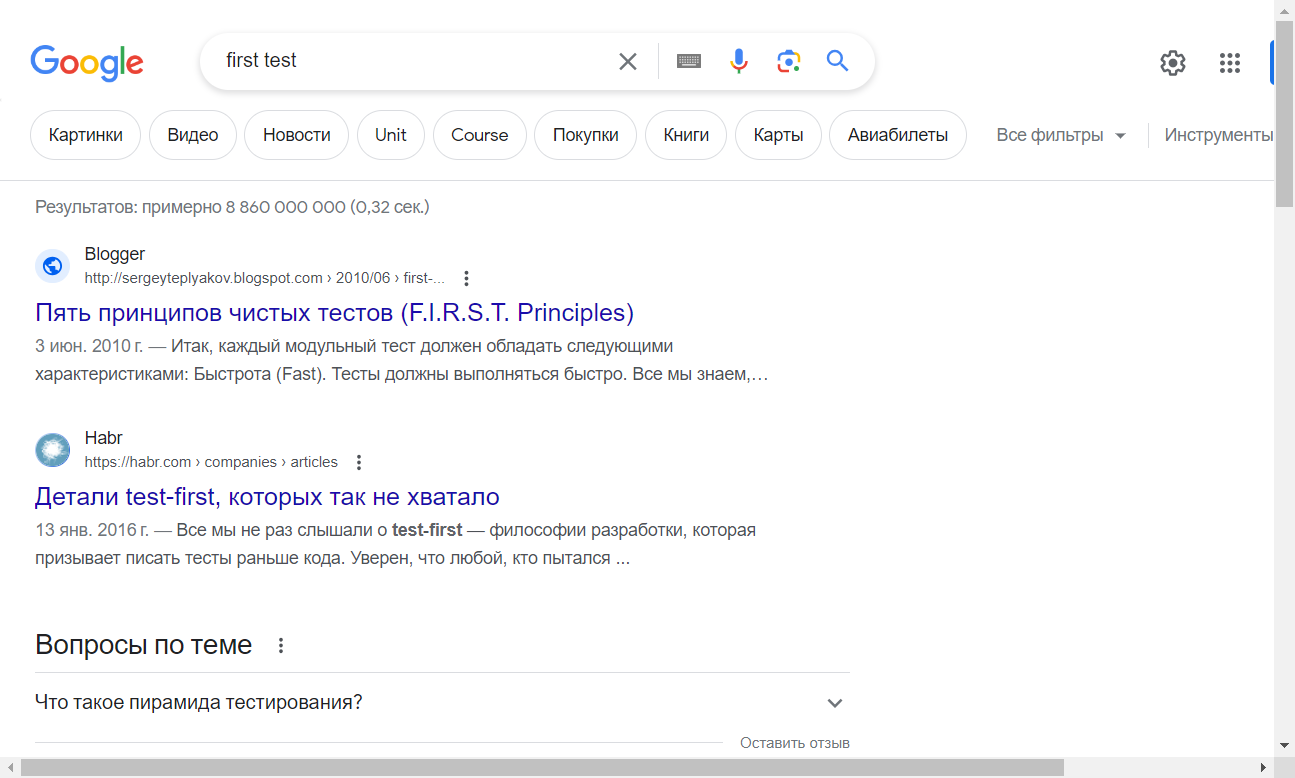 Google
first test
Картинки Видео Новости Unit Course Покупки Книги Карты Авиабилеты Все фильтры Инструменты
Результатов: примерно 8 860 000 000 (0,32 сек.)
Blogger
http://sergeyteplyakov.blogspot.com › 2010/06 › first-...
Пять принципов чистых тестов (F.I.R.S.T. Principles)
3 июн. 2010 г. — Итак, каждый модульный тест должен обладать следующими
характеристиками: Быстрота (Fast). Тесты должны выполняться быстро. Все мы знаем,…
Habr
https://habr.com › companies › articles
Детали test-first, которых так не хватало
13 янв. 2016 г. — Все мы не раз слышали о test-first — философии разработки, которая
призывает писать тесты раньше кода. Уверен, что любой, кто пытался ...
Вопросы по теме
Что такое пирамида тестирования?
Оставить отзыв